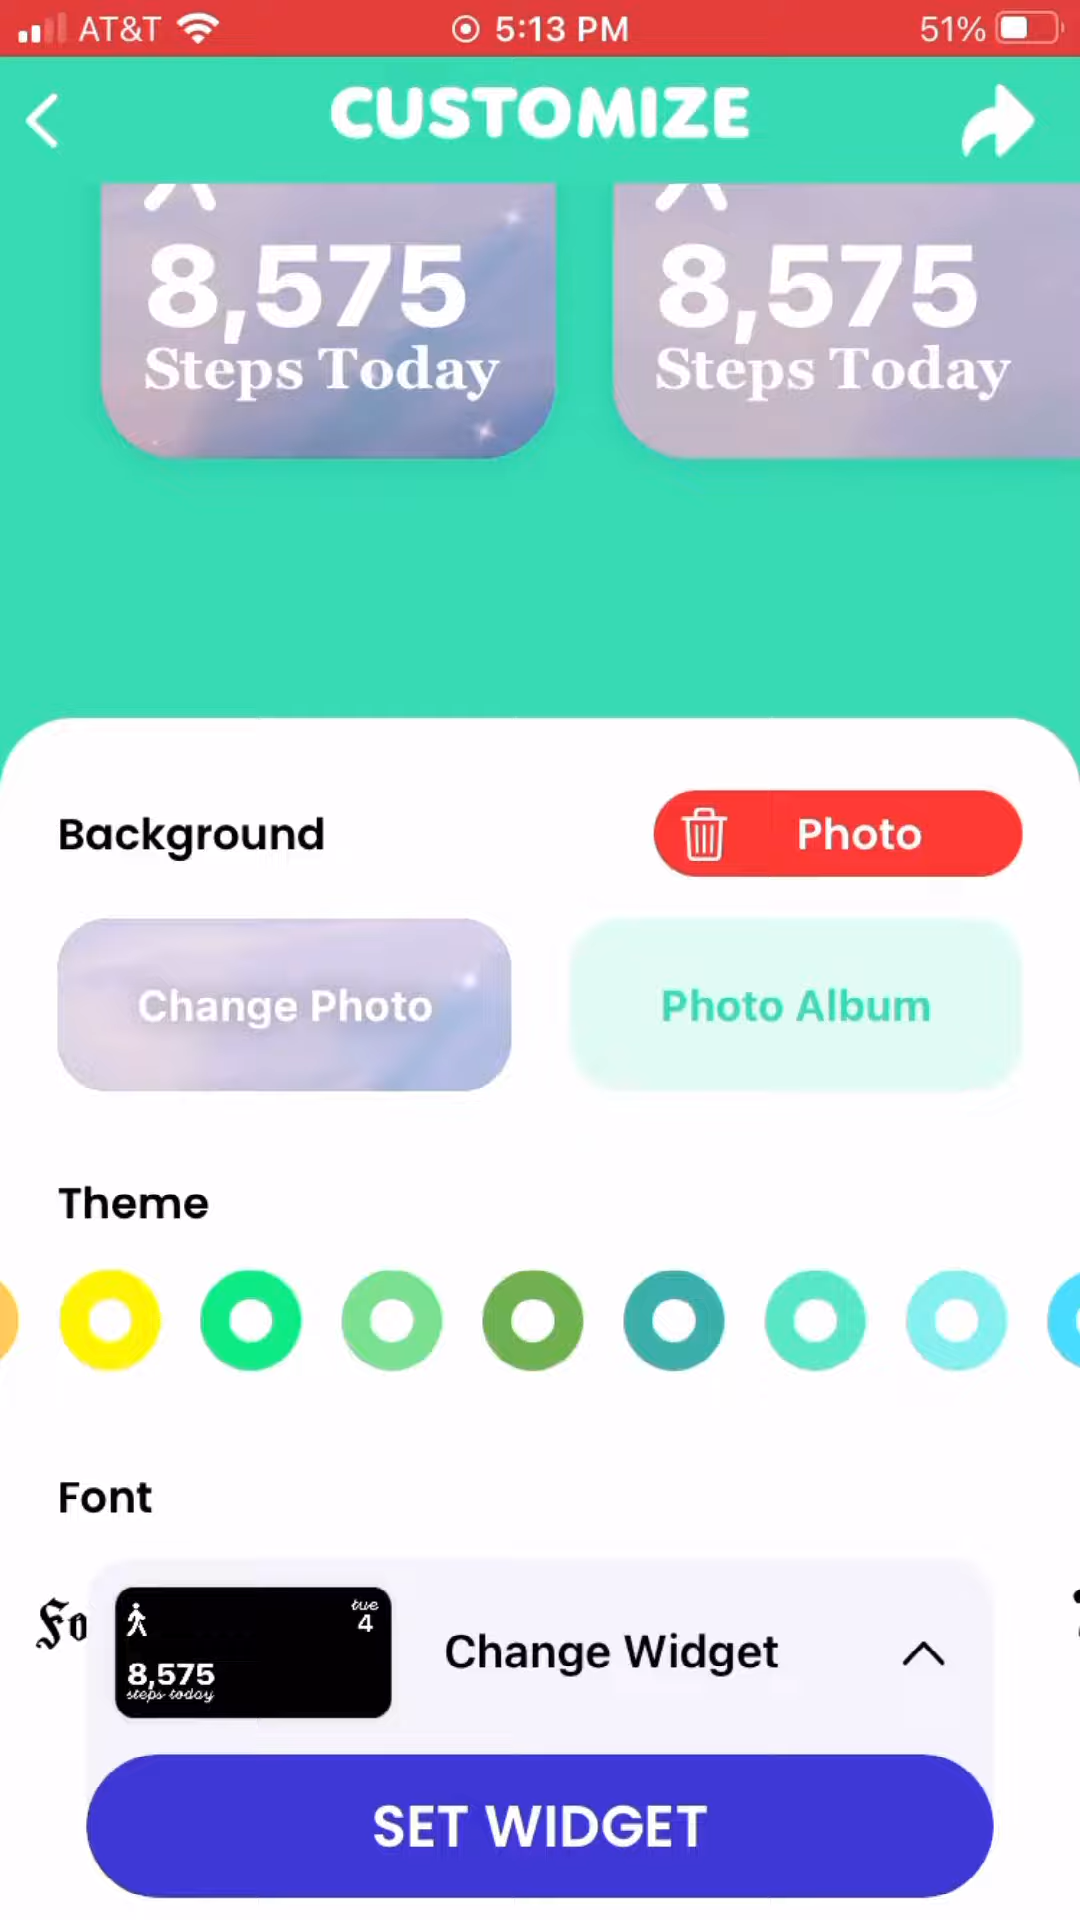 AT&T 5:13 PM 51%
CUSTOMIZE
8,575 8,575
Steps Today Steps Today
Background Photo
Change Photo Photo Album
Theme
Font
Fo
tue
4
8,575
steps today
Change Widget
SET WIDGET